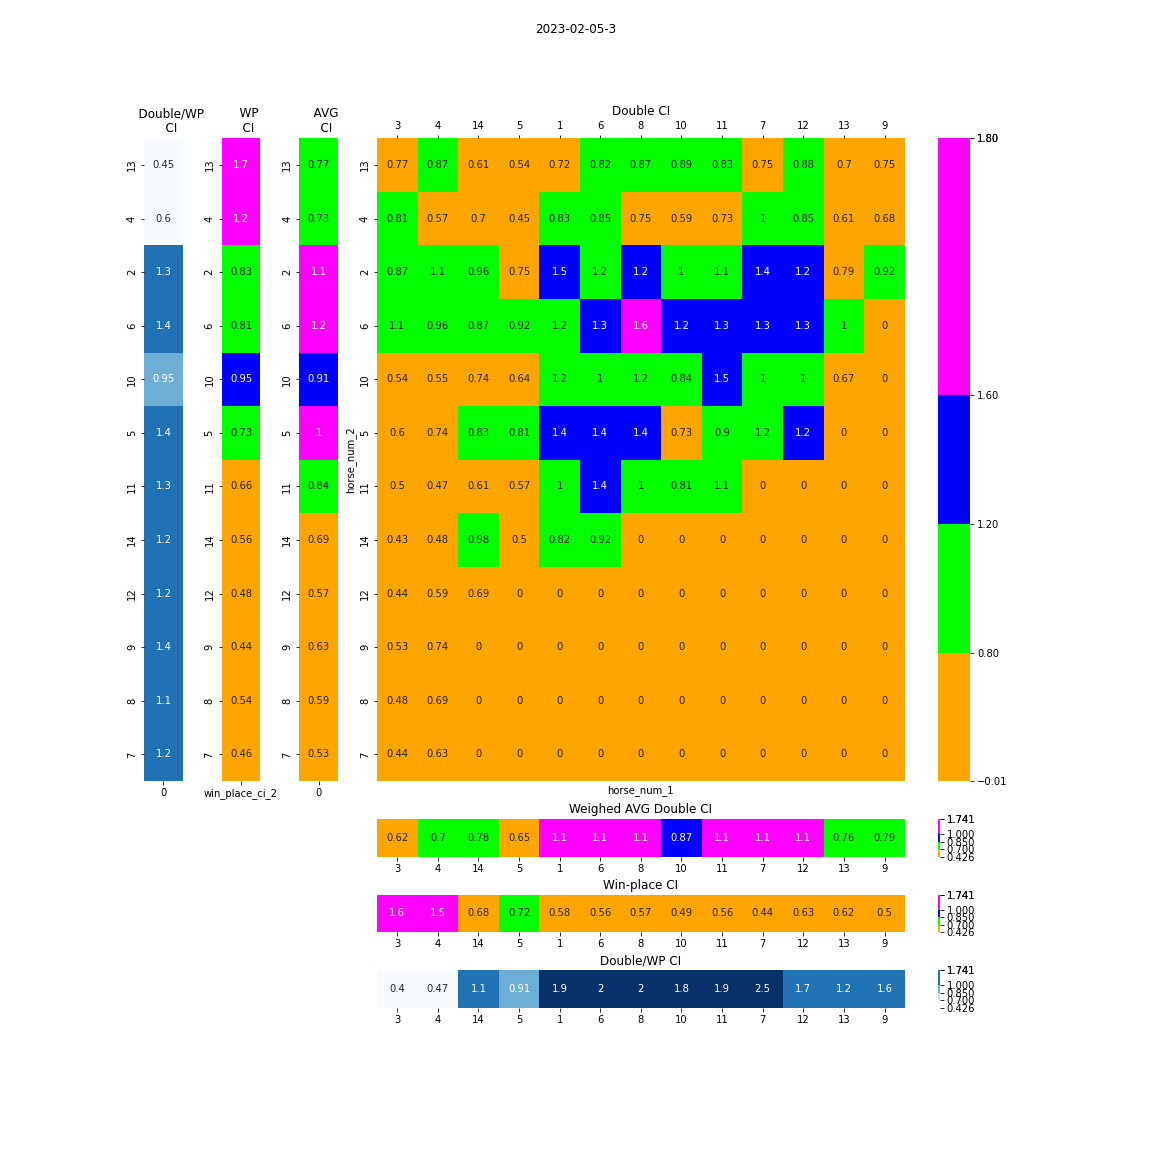 2023-02-05-3
Double/WP CI
WP CI
AVG CI
Double CI
3 4 14 5 1 6 8 10 11 7 12 13 9
13 0.45 13 1.7 13 0.77 13 0.77 0.87 0.61 0.54 0.72 0.82 0.87 0.89 0.83 0.75 0.88 0.7 0.75
4 0.6 4 1.2 4 0.73 4 0.81 0.57 0.7 0.45 0.83 0.85 0.75 0.59 0.73 1 0.85 0.61 0.68
2 1.3 2 0.83 2 1.1 2 0.87 1.1 0.96 0.75 1.5 1.2 1.2 1 1.1 1.4 1.2 0.79 0.92
6 1.4 6 0.81 6 1.2 6 1.1 0.96 0.87 0.92 1.2 1.3 1.6 1.2 1.3 1.3 1.3 1 0
10 0.95 10 0.95 10 0.91 10 0.54 0.55 0.74 0.64 1.2 1 1.2 0.84 1.5 1 1 0.67 0
5 1.4 5 0.73 5 1 5 0.6 0.74 0.83 0.81 1.4 1.4 1.4 0.73 0.9 1.2 1.2 0 0
11 1.3 11 0.66 11 0.84 11 0.5 0.47 0.61 0.57 1 1.4 1 0.81 1.1 0 0 0 0
14 1.2 14 0.56 14 0.69 14 0.43 0.48 0.98 0.5 0.82 0.92 0 0 0 0 0 0 0
12 1.2 12 0.48 12 0.57 12 0.44 0.59 0.69 0 0 0 0 0 0 0 0 0 0
9 1.4 9 0.44 9 0.63 9 0.53 0.74 0 0 0 0 0 0 0 0 0 0 0
8 1.1 8 0.54 8 0.59 8 0.48 0.69 0 0 0 0 0 0 0 0 0 0 0
7 1.2 7 0.46 7 0.53 7 0.44 0.63 0 0 0 0 0 0 0 0 0 0 0
0 win_place_ci_2 0
horse_num_2
horse_num_1
1.80
1.60
1.20
0.80
−0.01
Weighed AVG Double CI
0.62 0.7 0.78 0.65 1.1 1.1 1.1 0.87 1.1 1.1 1.1 0.76 0.79
3 4 14 5 1 6 8 10 11 7 12 13 9
1.741
1.000
0.850
0.700
0.426
Win-place CI
1.6 1.5 0.68 0.72 0.58 0.56 0.57 0.49 0.56 0.44 0.63 0.62 0.5
3 4 14 5 1 6 8 10 11 7 12 13 9
1.741
1.000
0.850
0.700
0.426
Double/WP CI
0.4 0.47 1.1 0.91 1.9 2 2 1.8 1.9 2.5 1.7 1.2 1.6
3 4 14 5 1 6 8 10 11 7 12 13 9
1.741
1.000
0.850
0.700
0.426